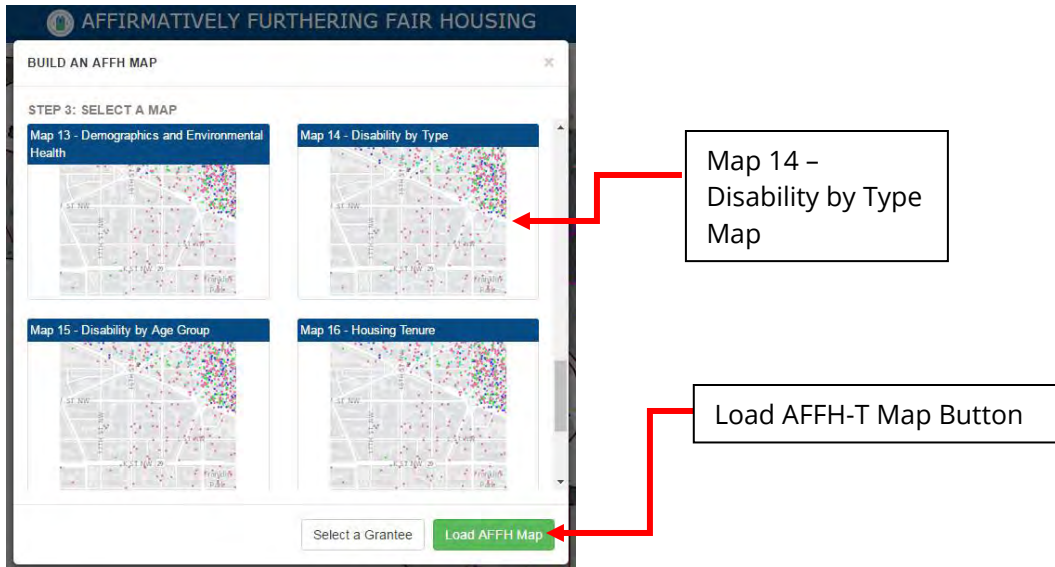 AFFIRMATIVELY FURTHERING FAIR HOUSING
BUILD AN AFFH MAP
×
STEP 3: SELECT A MAP
Map 13 - Demographics and Environmental
Health
Map 14 - Disability by Type
Map 15 - Disability by Age Group
Map 16 - Housing Tenure
Select a Grantee
Load AFFH Map
Map 14 –
Disability by Type
Map
Load AFFH-T Map Button